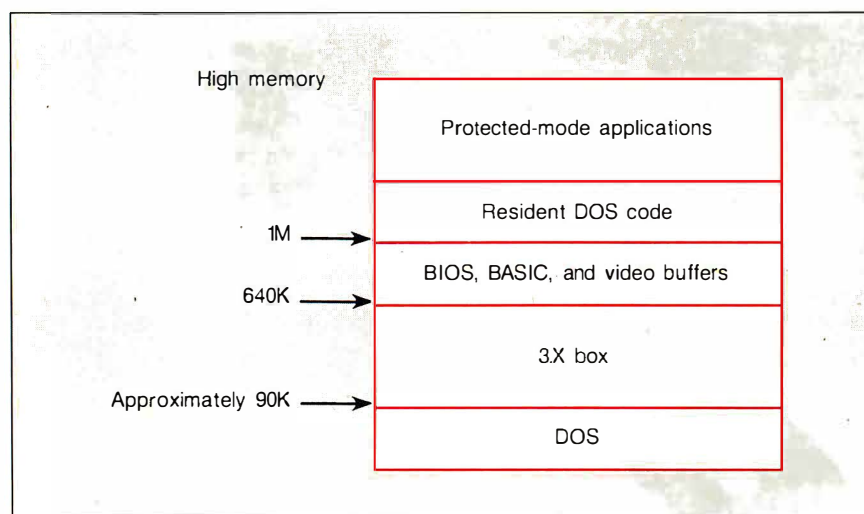 High memory
Protected-mode applications
Resident DOS code
1M
BIOS, BASIC, and video buffers
640K
3.X box
Approximately 90K
DOS